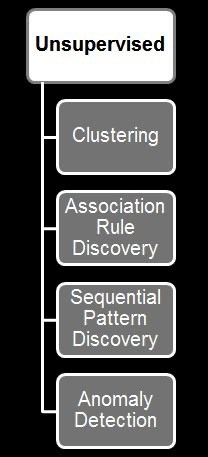 Unsupervised
Clustering
Association
Rule
Discovery
Sequential
Pattern
Discovery
Anomaly
Detection